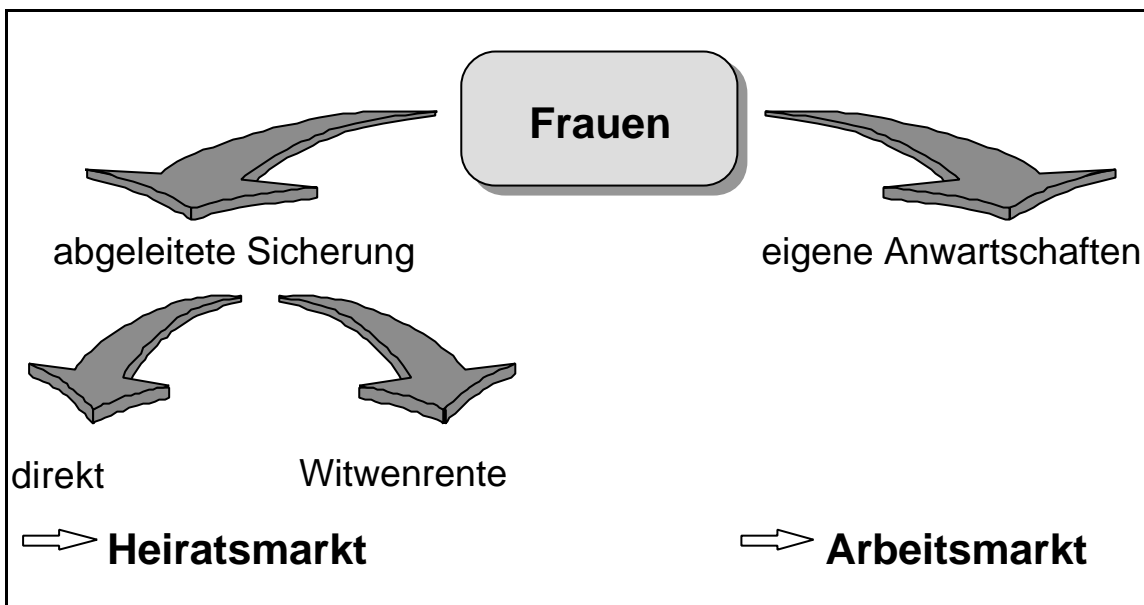 Frauen
abgeleitete Sicherung
eigene Anwartschaften
direkt
Witwenrente
Heiratsmarkt
Arbeitsmarkt